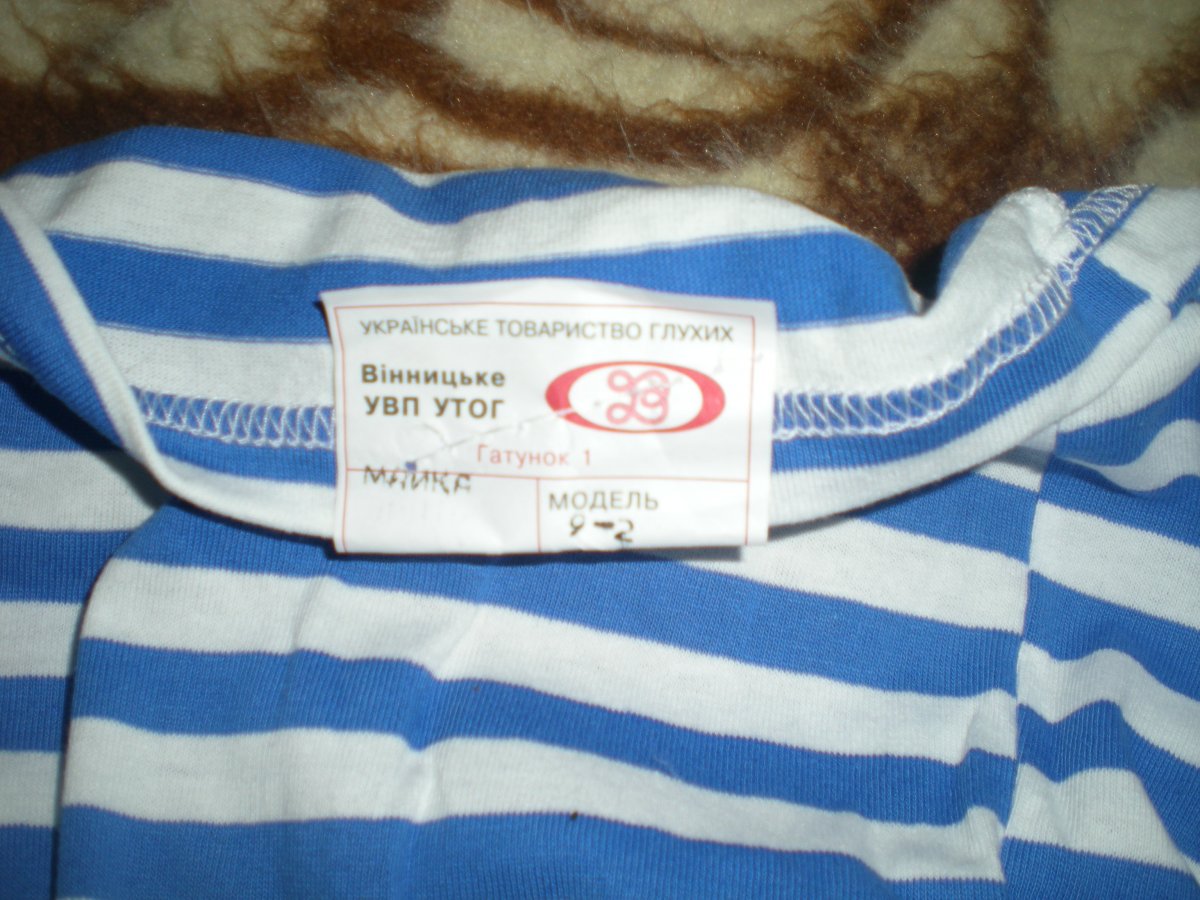 УКРАЇНСЬКЕ ТОВАРИСТВО ГЛУХИХ
Вінницьке
УВП УТОГ
Гатунок 1
МАЙКА
МОДЕЛЬ
9-2